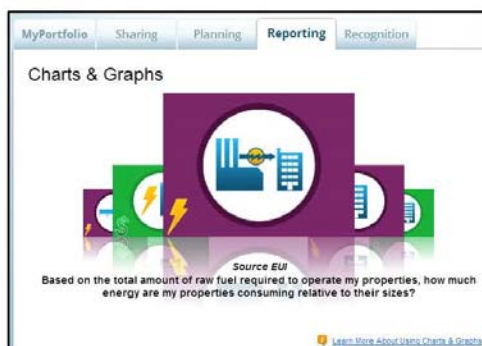 MyPortfolio Sharing Planning Reporting Recognition
Charts & Graphs
Source EUI
Based on the total amount of raw fuel required to operate my properties, how much
energy are my properties consuming relative to their sizes?
Learn More About Using Charts & Graphs